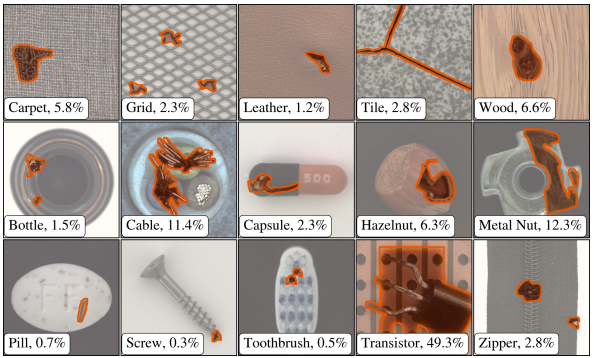 Carpet, 5.8%
Grid, 2.3%
Leather, 1.2%
Tile, 2.8%
Wood, 6.6%
500
Bottle, 1.5%
Cable, 11.4%
Capsule, 2.3%
Hazelnut, 6.3%
Metal Nut, 12.3%
FF
Pill, 0.7%
Screw, 0.3%
Toothbrush, 0.5%
Transistor, 49.3%
Zipper, 2.8%